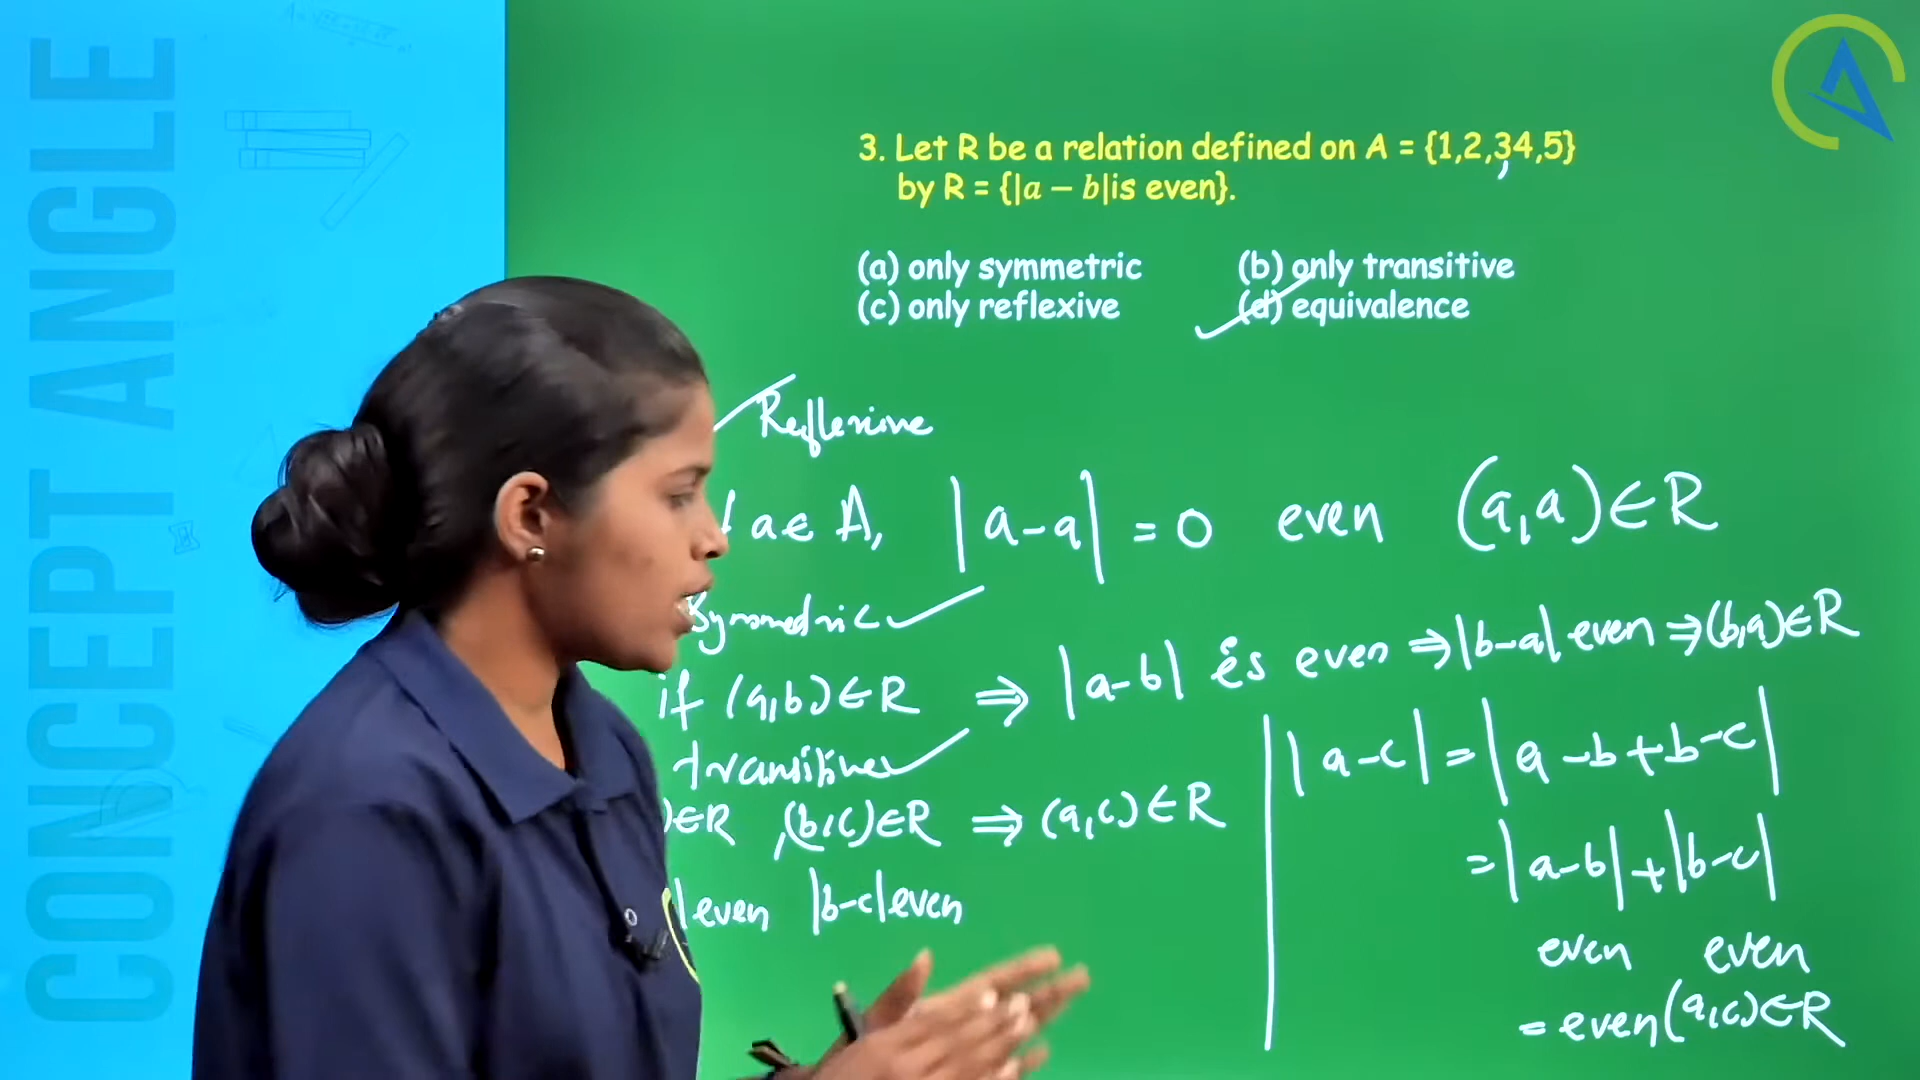 CONCEPT ANGLE
3. Let R be a relation defined on A = {1,2,3,4,5}
by R = {|a − b|is even}.
(a) only symmetric (b) only transitive
(c) only reflexive (d) equivalence
Reflexive
a∈ A, |a-a| = 0 even (a,a)∈R
Symmetric
if (a,b)∈R ⇒ |a-b| is even ⇒ |b-a| even ⇒ (b,a)∈R
transitive
)∈R ,(b,c)∈R ⇒ (a,c)∈R
|even |b-c|even
|a-c| = |a-b+b-c|
= |a-b| + |b-c|
even even
= even (a,c)∈R